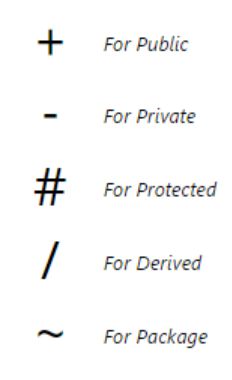 + For Public
- For Private
# For Protected
/ For Derived
~ For Package